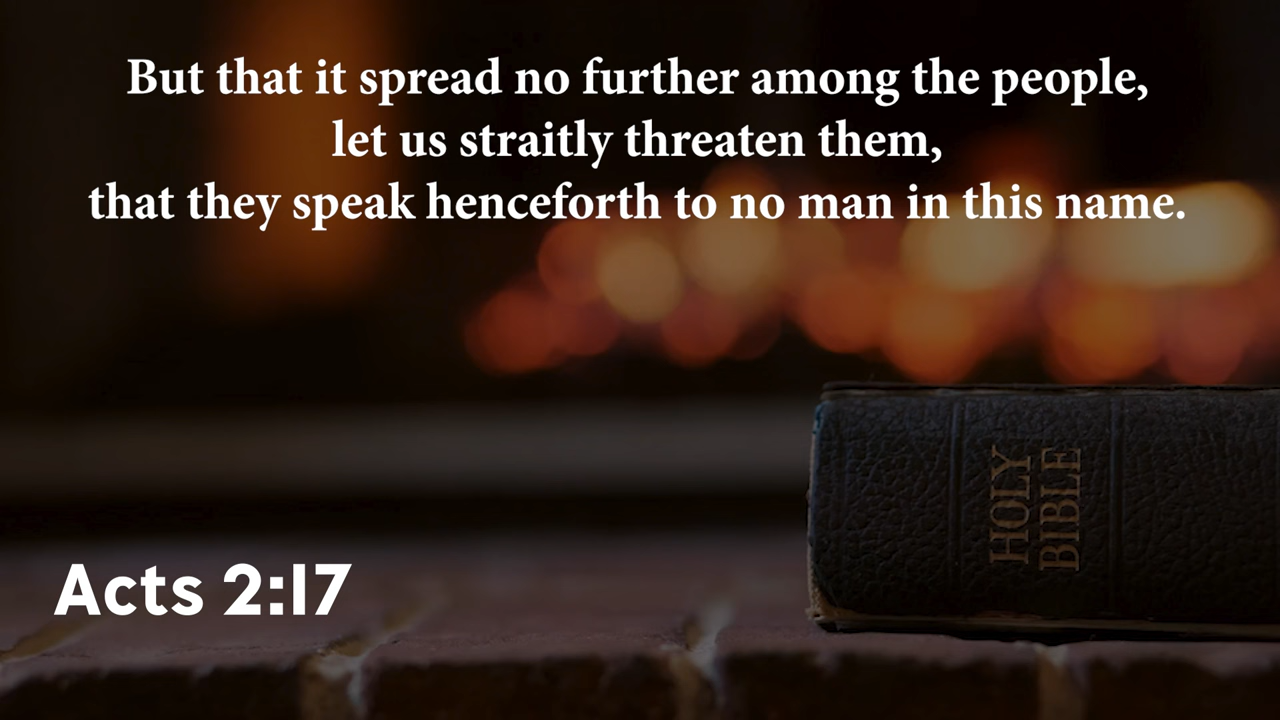 But that it spread no further among the people,
let us straitly threaten them,
that they speak henceforth to no man in this name.
HOLY
BIBLE
Acts 2:17